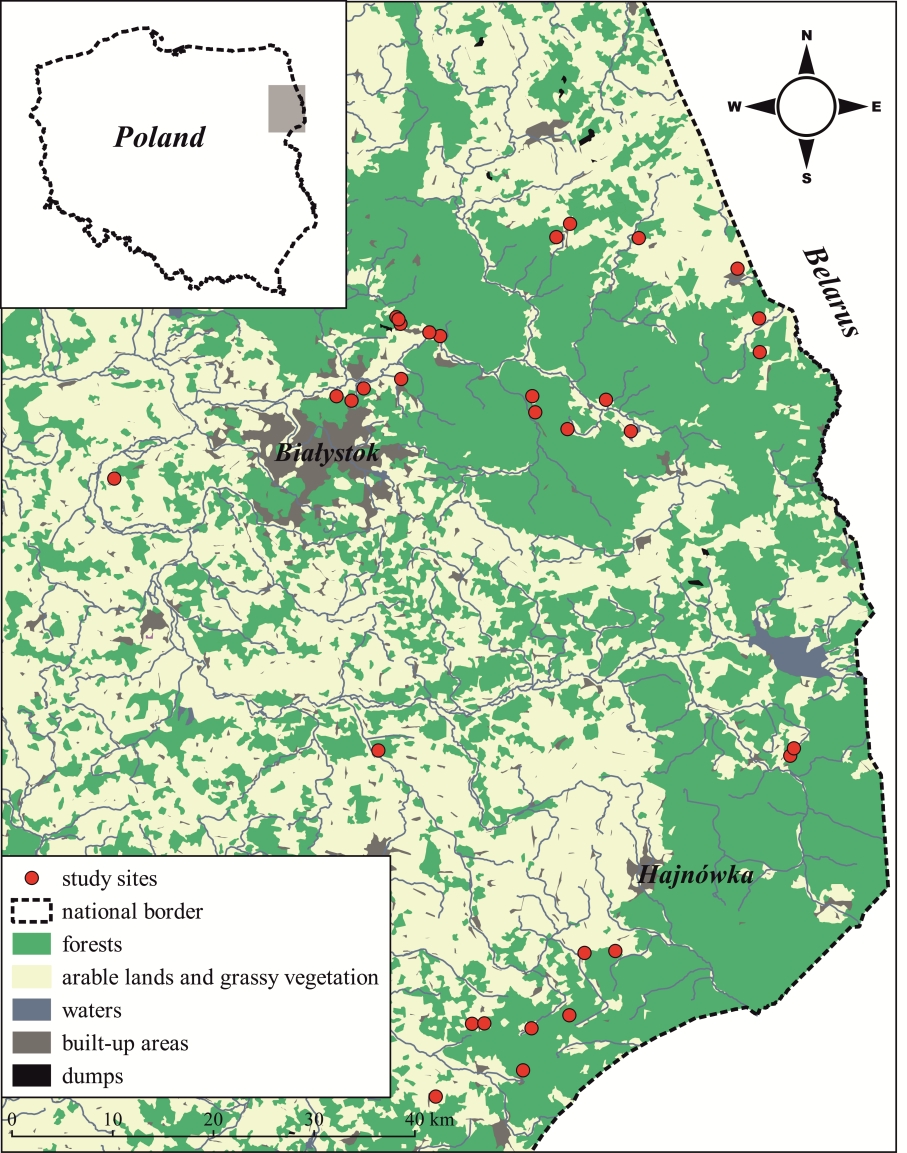 Poland
N
W
E
S
Belarus
Białystok
Hajnówka
study sites
national border
forests
arable lands and grassy vegetation
waters
built-up areas
dumps
0 10 20 30 40 km